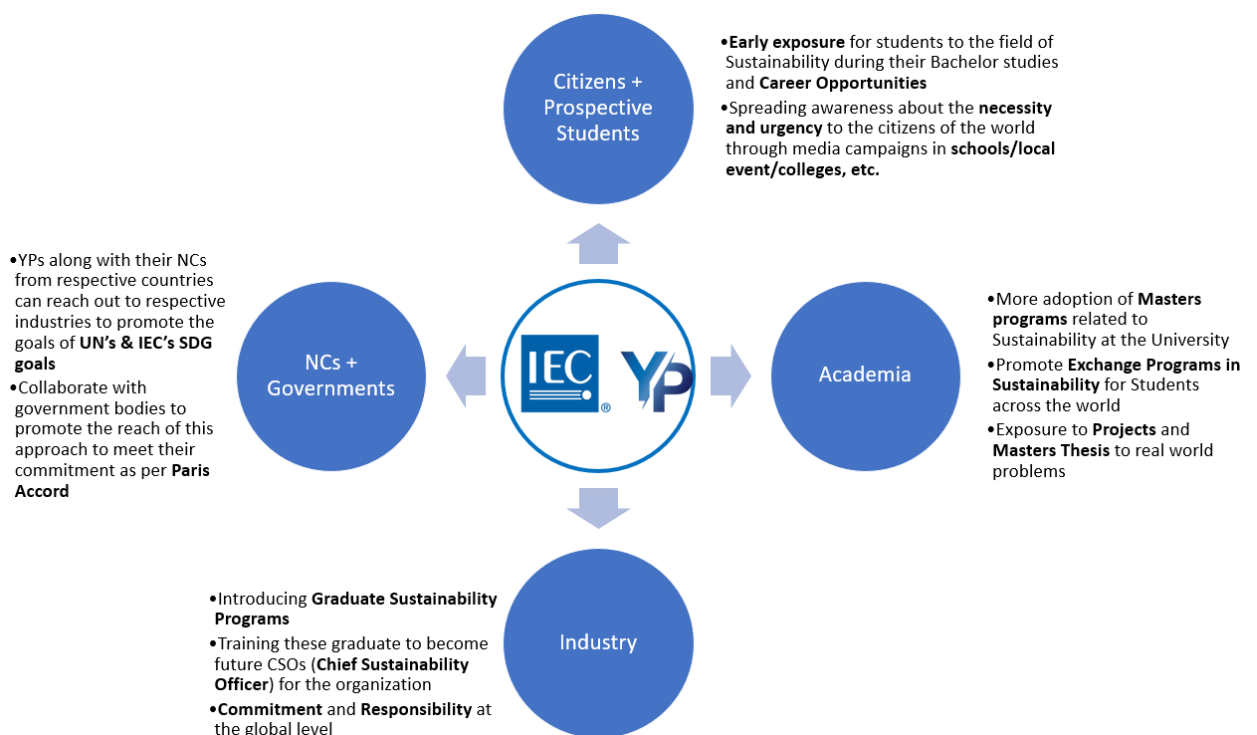 Citizens +
Prospective
Students
•Early exposure for students to the field of
Sustainability during their Bachelor studies
and Career Opportunities
•Spreading awareness about the necessity
and urgency to the citizens of the world
through media campaigns in schools/local
event/colleges, etc.
•YPs along with their NCs
from respective countries
can reach out to respective
industries to promote the
goals of UN's & IEC's SDG
goals
•Collaborate with
government bodies to
promote the reach of this
approach to meet their
commitment as per Paris
Accord
NCs +
Governments
IEC
®
YP
Academia
•More adoption of Masters
programs related to
Sustainability at the University
•Promote Exchange Programs in
Sustainability for Students
across the world
•Exposure to Projects and
Masters Thesis to real world
problems
•Introducing Graduate Sustainability
Programs
•Training these graduate to become
future CSOs (Chief Sustainability
Officer) for the organization
•Commitment and Responsibility at
the global level
Industry